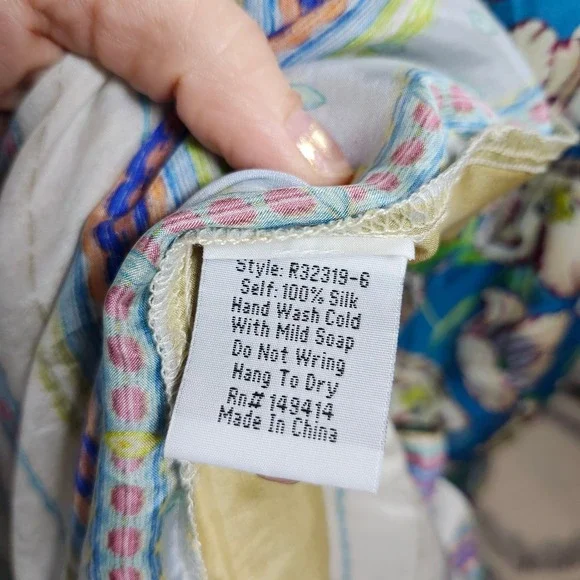 Style: R32319-6
Self: 100% Silk
Hand Wash Cold
With Mild Soap
Do Not Wring
Hang To Dry
Rn# 149414
Made In China